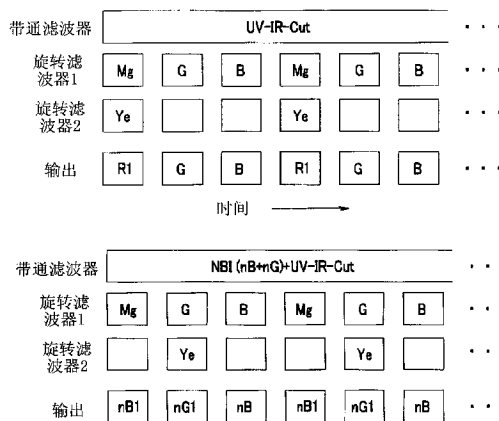 带通滤波器 UV-IR-Cut ...
旋转滤波器1 Mg G B Mg G B ...
旋转滤波器2 Ye Ye ...
输出 R1 G B R1 G B ...
时间
带通滤波器 NBI(nB+nG)+UV-IR-Cut ..
旋转滤波器1 Mg G B Mg G B ..
旋转滤波器2 Ye Ye ..
输出 nB1 nG1 nB nB1 nG1 nB ..